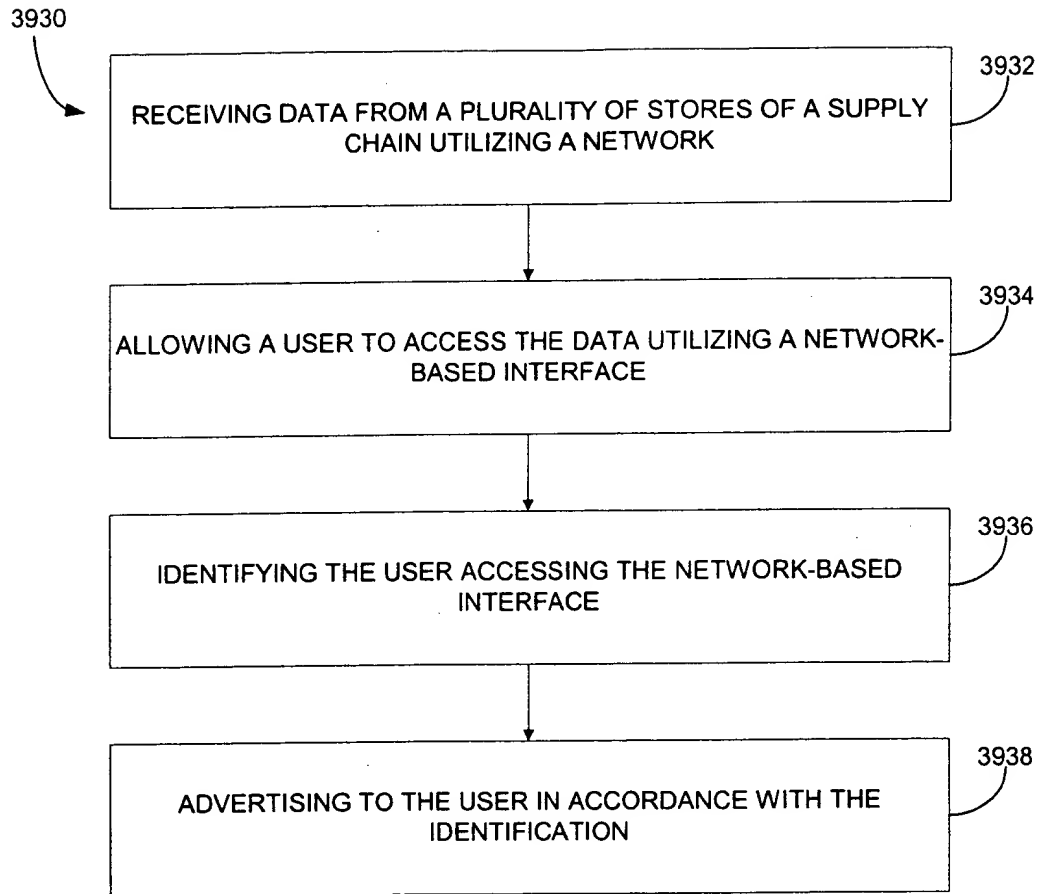 3930
3932
RECEIVING DATA FROM A PLURALITY OF STORES OF A SUPPLY
CHAIN UTILIZING A NETWORK
3934
ALLOWING A USER TO ACCESS THE DATA UTILIZING A NETWORK-
BASED INTERFACE
3936
IDENTIFYING THE USER ACCESSING THE NETWORK-BASED
INTERFACE
3938
ADVERTISING TO THE USER IN ACCORDANCE WITH THE
IDENTIFICATION